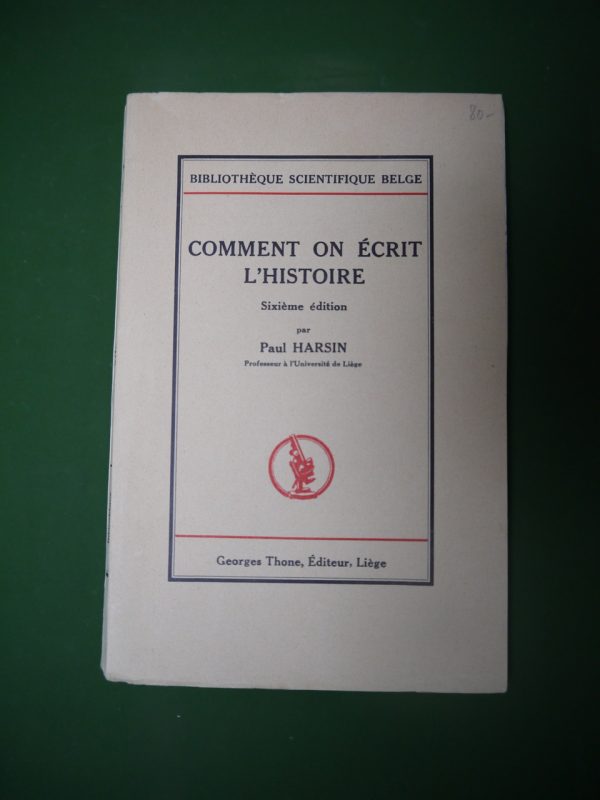 80-
BIBLIOTHÈQUE SCIENTIFIQUE BELGE
COMMENT ON ÉCRIT
L'HISTOIRE
Sixième édition
par
Paul HARSIN
Professeur à l'Université de Liège
Georges Thone, Éditeur, Liège